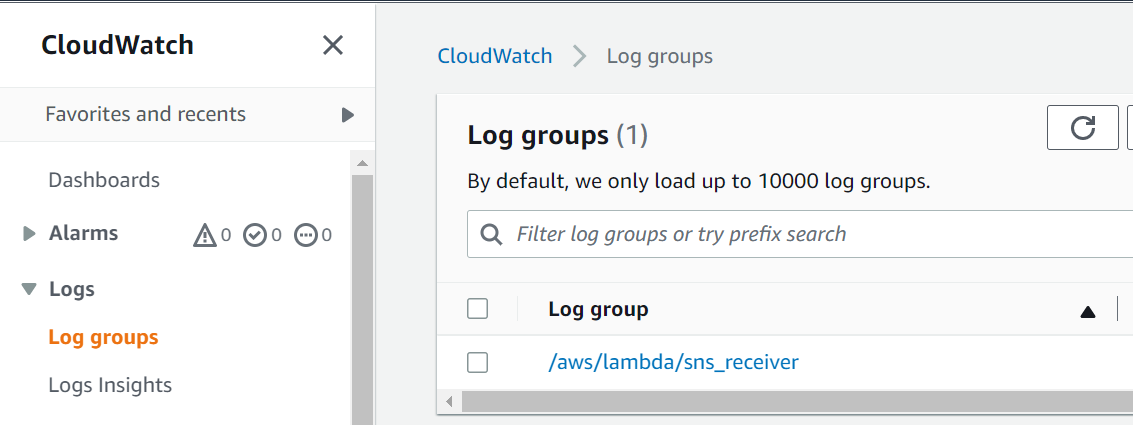 CloudWatch
Favorites and recents
Dashboards
Alarms 0 0 0
Logs
Log groups
Logs Insights
CloudWatch Log groups
Log groups (1)
By default, we only load up to 10000 log groups.
Filter log groups or try prefix search
Log group
/aws/lambda/sns_receiver